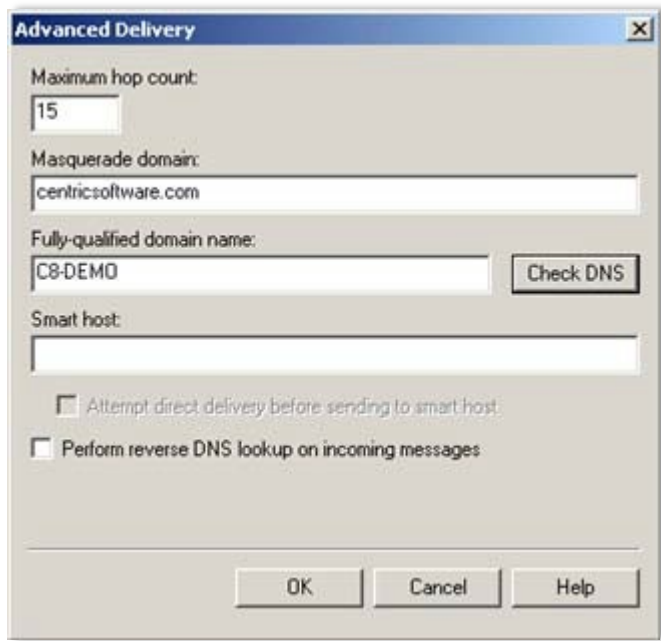 Advanced Delivery
Maximum hop count:
15
Masquerade domain:
centricsoftware.com
Fully-qualified domain name:
C8-DEMO
Check DNS
Smart host:
Attempt direct delivery before sending to smart host
Perform reverse DNS lookup on incoming messages
OK Cancel Help